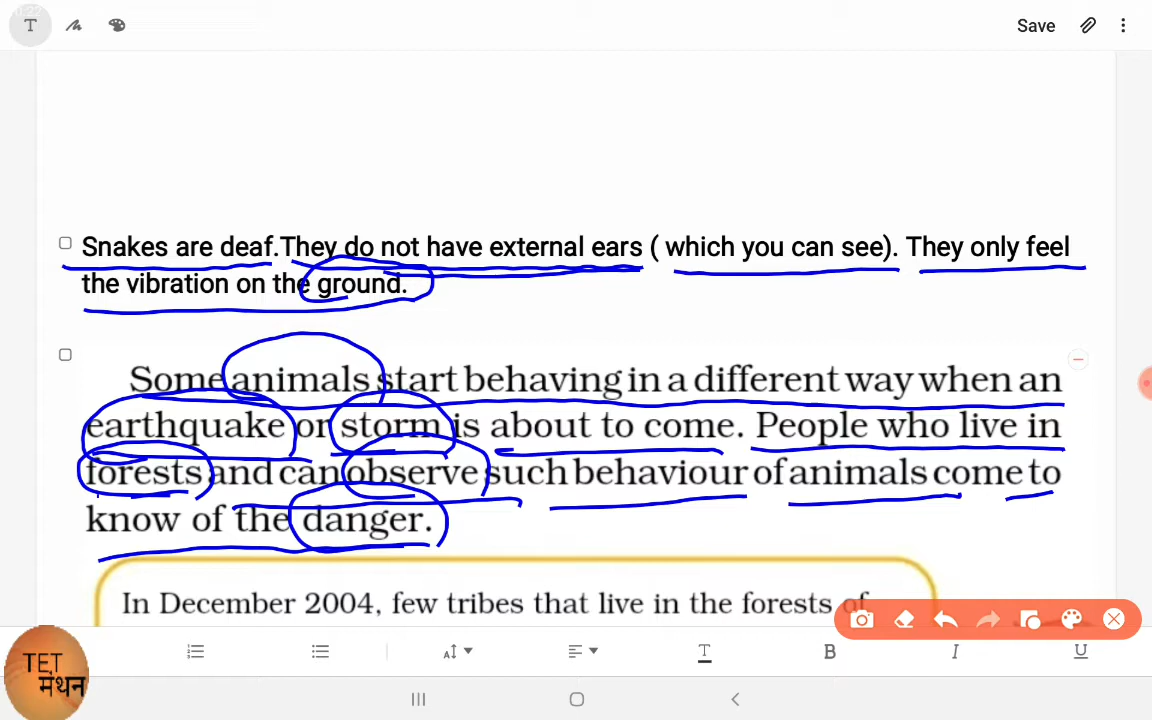 Save
Snakes are deaf.They do not have external ears ( which you can see). They only feel
the vibration on the ground.
Some animals start behaving in a different way when an
earthquake or storm is about to come. People who live in
forests and can observe such behaviour of animals come to
know of the danger.
In December 2004, few tribes that live in the forests of
T B I U
TET
मंथन